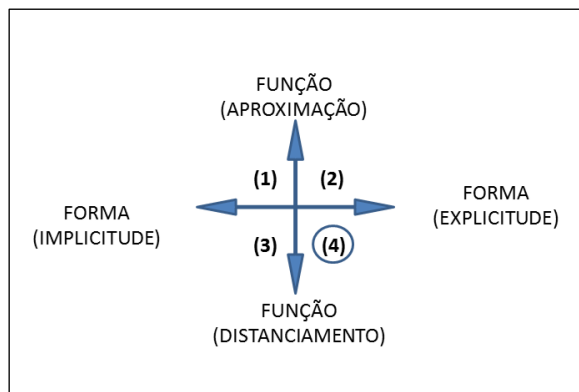 FUNÇÃO
(APROXIMAÇÃO)
(1)
(2)
FORMA
(IMPLICITUDE)
FORMA
(EXPLICITUDE)
(3)
(4)
FUNÇÃO
(DISTANCIAMENTO)